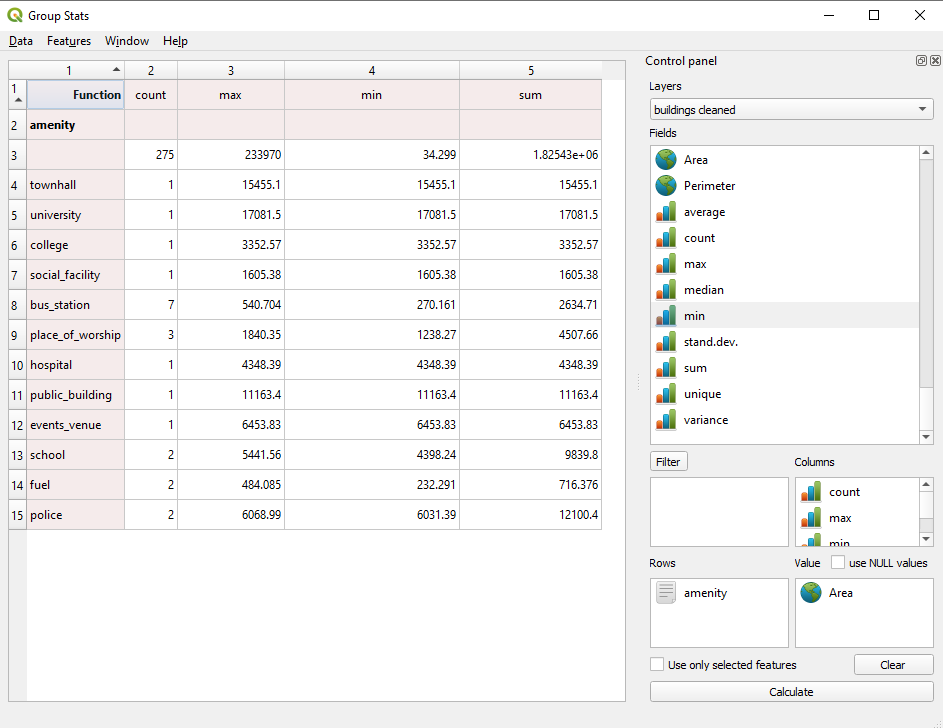 Group Stats
Data Features Window Help
1 2 3 4 5
1 Function count max min sum
2 amenity
3 275 233970 34.299 1.82543e+06
4 townhall 1 15455.1 15455.1 15455.1
5 university 1 17081.5 17081.5 17081.5
6 college 1 3352.57 3352.57 3352.57
7 social_facility 1 1605.38 1605.38 1605.38
8 bus_station 7 540.704 270.161 2634.71
9 place_of_worship 3 1840.35 1238.27 4507.66
10 hospital 1 4348.39 4348.39 4348.39
11 public_building 1 11163.4 11163.4 11163.4
12 events_venue 1 6453.83 6453.83 6453.83
13 school 2 5441.56 4398.24 9839.8
14 fuel 2 484.085 232.291 716.376
15 police 2 6068.99 6031.39 12100.4
Control panel
Layers
buildings cleaned
Fields
Area
Perimeter
average
count
max
median
min
stand.dev.
sum
unique
variance
Filter
Columns
count
max
min
Rows
Value use NULL values
amenity
Area
Use only selected features
Clear
Calculate